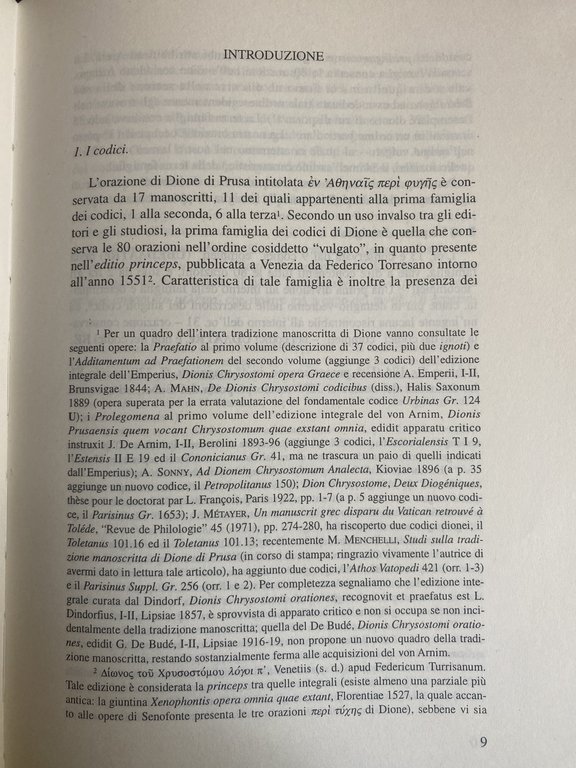 INTRODUZIONE
1. I codici.
L'orazione di Dione di Prusa intitolata ἐν Ἀθηναῖς περὶ φυγῆς è con-
servata da 17 manoscritti, 11 dei quali appartenenti alla prima famiglia
dei codici, 1 alla seconda, 6 alla terza¹. Secondo un uso invalso tra gli edi-
tori e gli studiosi, la prima famiglia dei codici di Dione è quella che con-
serva le 80 orazioni nell'ordine cosiddetto “vulgato”, in quanto presente
nell'editio princeps, pubblicata a Venezia da Federico Torresano intorno
all'anno 1551². Caratteristica di tale famiglia è inoltre la presenza dei
¹ Per un quadro dell'intera tradizione manoscritta di Dione vanno consultate le
seguenti opere: la Praefatio al primo volume (descrizione di 37 codici, più due ignoti) e
l'Additamentum ad Praefationem del secondo volume (aggiunge 3 codici) dell'edizione
integrale dell'Emperius, Dionis Chrysostomi opera Graece e recensione A. Emperii, I-II,
Brunsvigae 1844; A. MAHN, De Dionis Chrysostomi codicibus (diss.), Halis Saxonum
1889 (opera superata per la errata valutazione del fondamentale codice Urbinas Gr. 124
U); i Prolegomena al primo volume dell'edizione integrale del von Arnim, Dionis
Prusaensis quem vocant Chrysostomum quae exstant omnia, edidit apparatu critico
instruxit J. De Arnim, I-II, Berolini 1893-96 (aggiunge 3 codici, l'Escorialensis T I 9,
l'Estensis II E 19 ed il Cononicianus Gr. 41, ma ne trascura un paio di quelli indicati
dall'Emperius); A. SONNY, Ad Dionem Chrysostomum Analecta, Kioviae 1896 (a p. 35
aggiunge un nuovo codice, il Petropolitanus 150); Dion Chrysostome, Deux Diogéniques,
thèse pour le doctorat par L. François, Paris 1922, pp. 1-7 (a p. 5 aggiunge un nuovo codi-
ce, il Parisinus Gr. 1653); J. MÉTAYER, Un manuscrit grec disparu du Vatican retrouvé à
Tolède, “Revue de Philologie” 45 (1971), pp. 274-280, ha riscoperto due codici dionei, il
Toletanus 101.16 ed il Toletanus 101.13; recentemente M. MENCHELLI, Studi sulla tradi-
zione manoscritta di Dione di Prusa (in corso di stampa; ringrazio vivamente l'autrice di
avermi dato in lettura tale articolo), ha aggiunto due codici, l'Athos Vatopedi 421 (orr. 1-3)
e il Parisinus Suppl. Gr. 256 (orr. 1 e 2). Per completezza segnaliamo che l'edizione inte-
grale curata dal Dindorf, Dionis Chrysostomi orationes, recognovit et praefatus est L.
Dindorfius, I-II, Lipsiae 1857, è sprovvista di apparato critico e non si occupa se non inci-
dentalmente della tradizione manoscritta; quella del De Budé, Dionis Chrysostomi oratio-
nes, edidit G. De Budé, I-II, Lipsiae 1916-19, non propone un nuovo quadro della tradi-
zione manoscritta, restando sostanzialmente ferma alle acquisizioni del von Arnim.
² Δίωνος τοῦ Χρυσοστόμου λόγοι π', Venetiis (s. d.) apud Federicum Turrisanum.
Tale edizione è considerata la princeps tra quelle integrali (esiste almeno una parziale più
antica: la giuntina Xenophontis opera omnia quae extant, Florentiae 1527, la quale accan-
to alle opere di Senofonte presenta le tre orazioni περὶ τύχης di Dione), sebbene vi sia
9